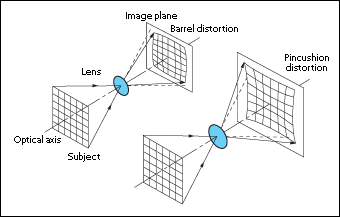 Image plane
Barrel distortion
Pincushion
distortion
Lens
Optical axis
Subject